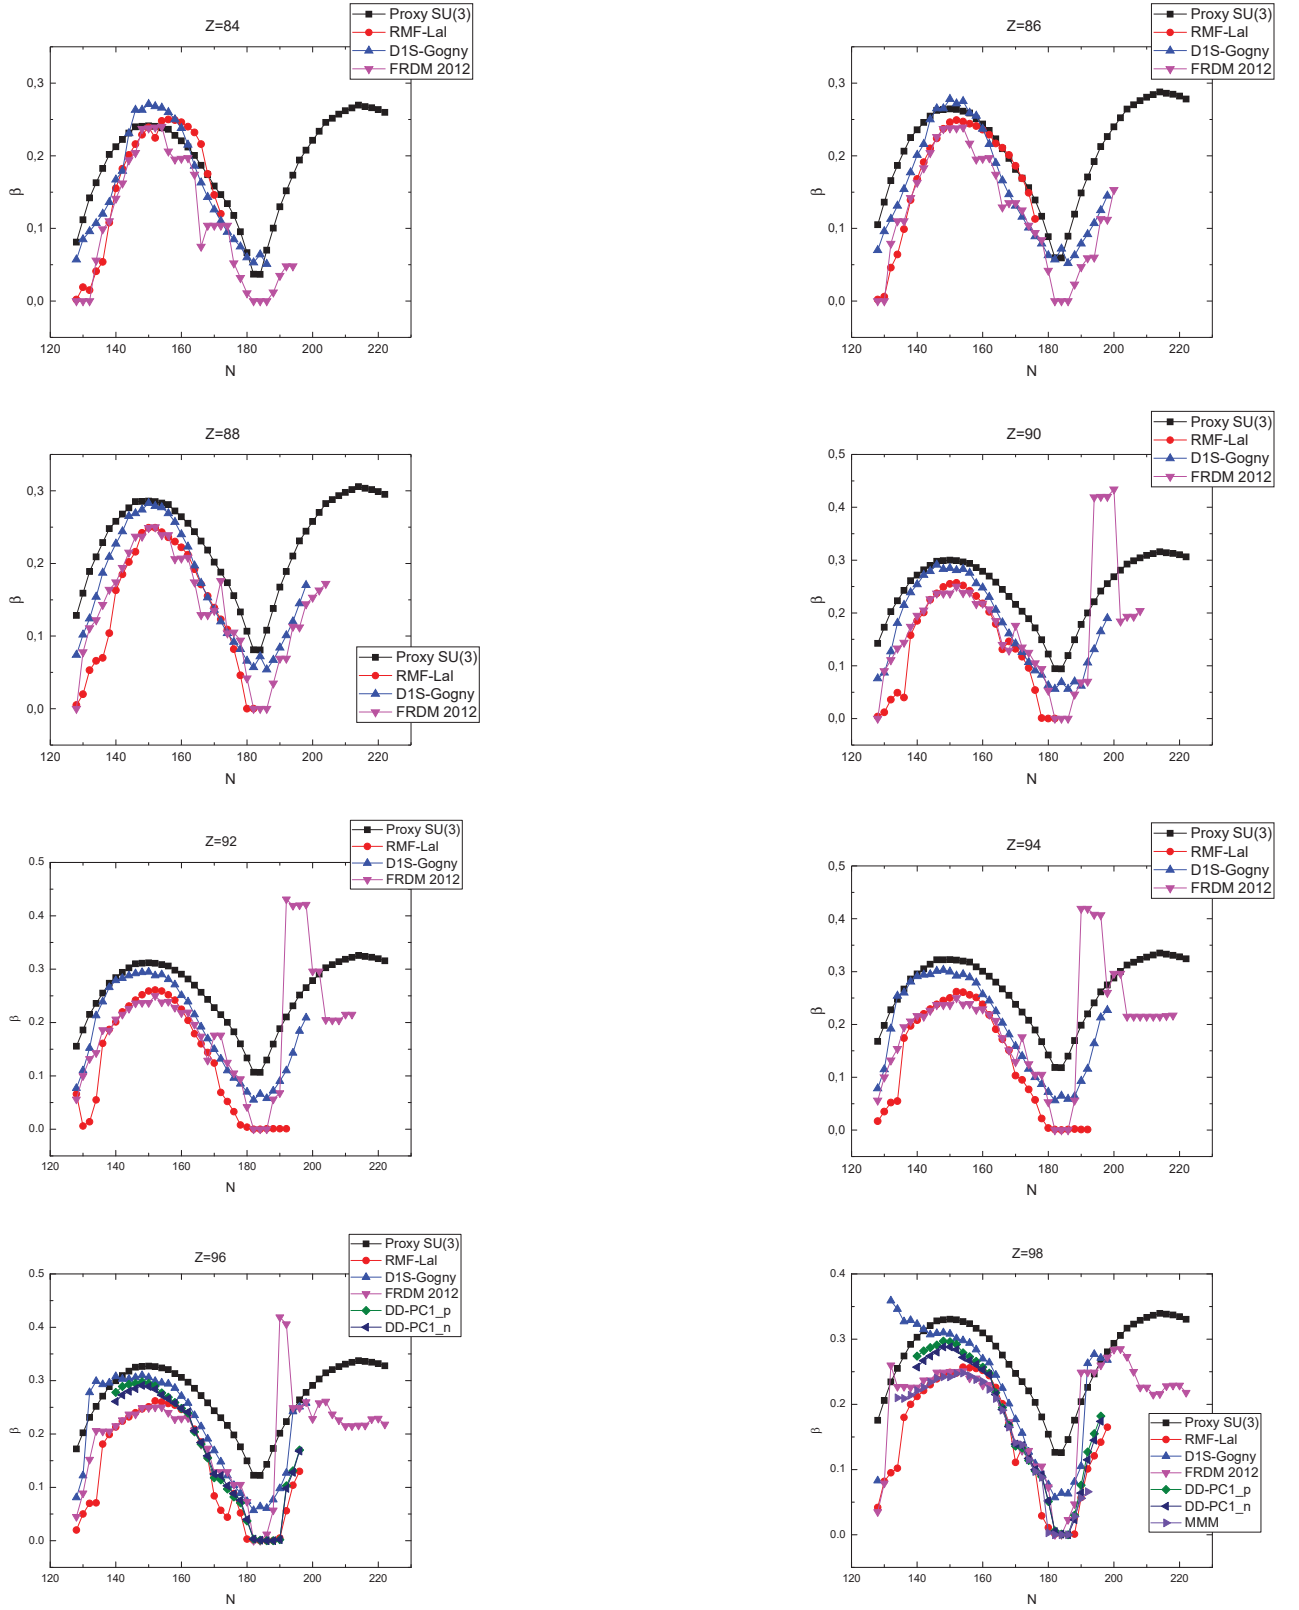 Z=84
Proxy SU(3)
RMF-Lal
D1S-Gogny
FRDM 2012
0,3
0,2
0,1
0,0
β
120 140 160 180 200 220
N
Z=86
Proxy SU(3)
RMF-Lal
D1S-Gogny
FRDM 2012
0,3
0,2
0,1
0,0
β
120 140 160 180 200 220
N
Z=88
0,3
0,2
0,1
0,0
β
Proxy SU(3)
RMF-Lal
D1S-Gogny
FRDM 2012
120 140 160 180 200 220
N
Z=90
Proxy SU(3)
RMF-Lal
D1S-Gogny
FRDM 2012
0,5
0,4
0,3
0,2
0,1
0,0
β
120 140 160 180 200 220
N
Z=92
Proxy SU(3)
RMF-Lal
D1S-Gogny
FRDM 2012
0.5
0.4
0.3
0.2
0.1
0.0
β
120 140 160 180 200 220
N
Z=94
Proxy SU(3)
RMF-Lal
D1S-Gogny
FRDM 2012
0,5
0,4
0,3
0,2
0,1
0,0
β
120 140 160 180 200 220
N
Z=96
Proxy SU(3)
RMF-Lal
D1S-Gogny
FRDM 2012
DD-PC1_p
DD-PC1_n
0.5
0.4
0.3
0.2
0.1
0.0
β
120 140 160 180 200 220
N
Z=98
0.5
0.4
0.3
0.2
0.1
0.0
β
Proxy SU(3)
RMF-Lal
D1S-Gogny
FRDM 2012
DD-PC1_p
DD-PC1_n
MMM
120 140 160 180 200 220
N